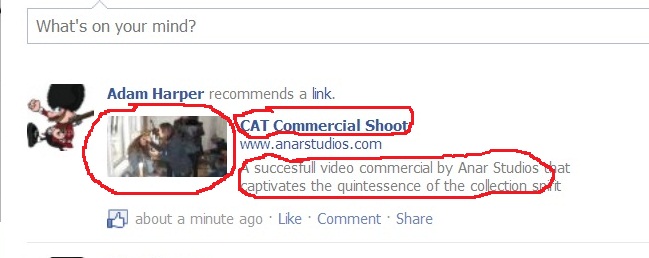 What's on your mind?
Adam Harper recommends a link.
CAT Commercial Shoot
www.anarstudios.com
A succesfull video commercial by Anar Studios that
captivates the quintessence of the collection spirit
about a minute ago · Like · Comment · Share